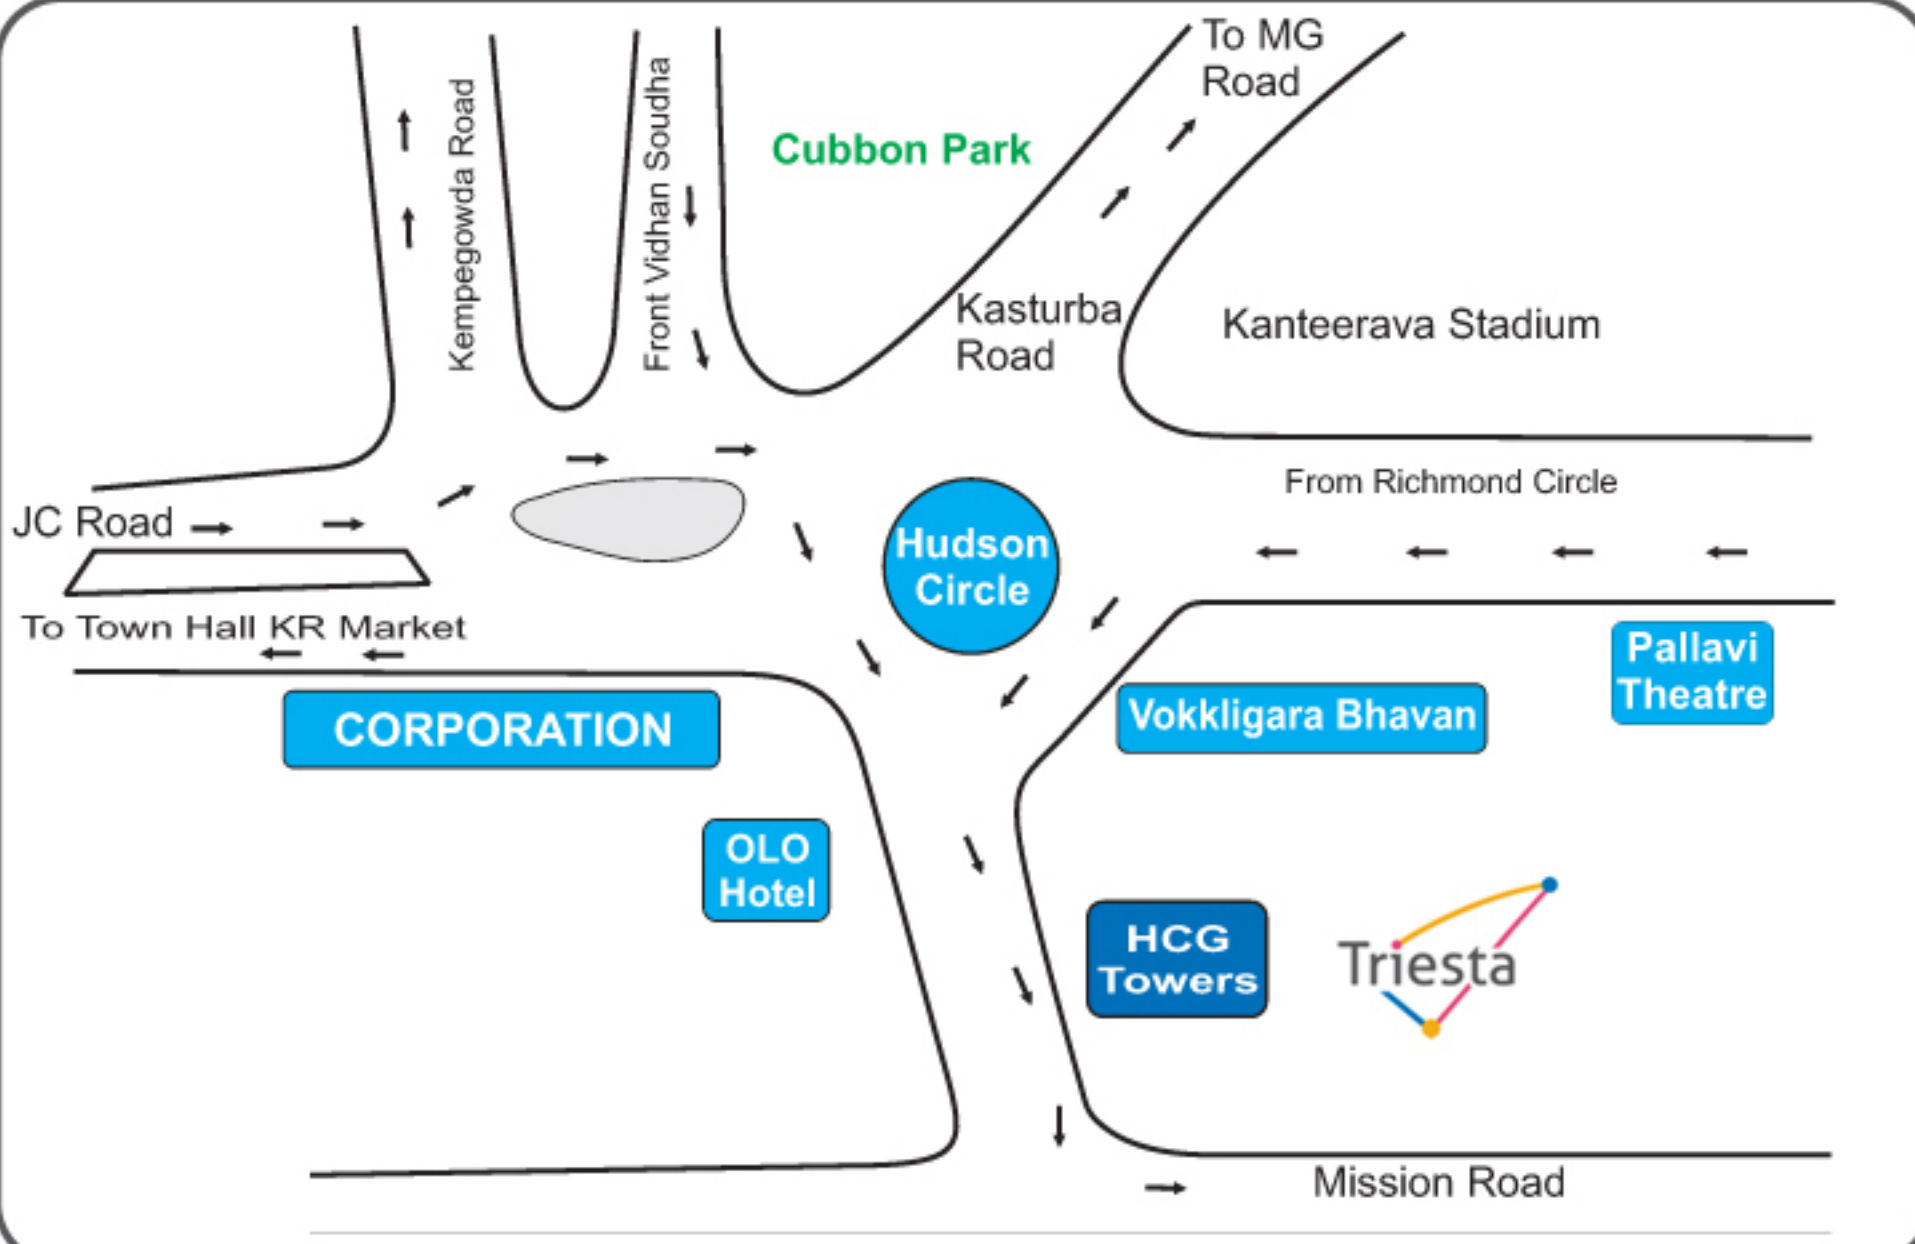 To MG
Road
Kempegowda Road
Front Vidhan Soudha
Cubbon Park
Kasturba
Road
Kanteerava Stadium
From Richmond Circle
JC Road
Hudson
Circle
To Town Hall KR Market
Pallavi
Theatre
CORPORATION
Vokkligara Bhavan
OLO
Hotel
HCG
Towers
Triesta
Mission Road